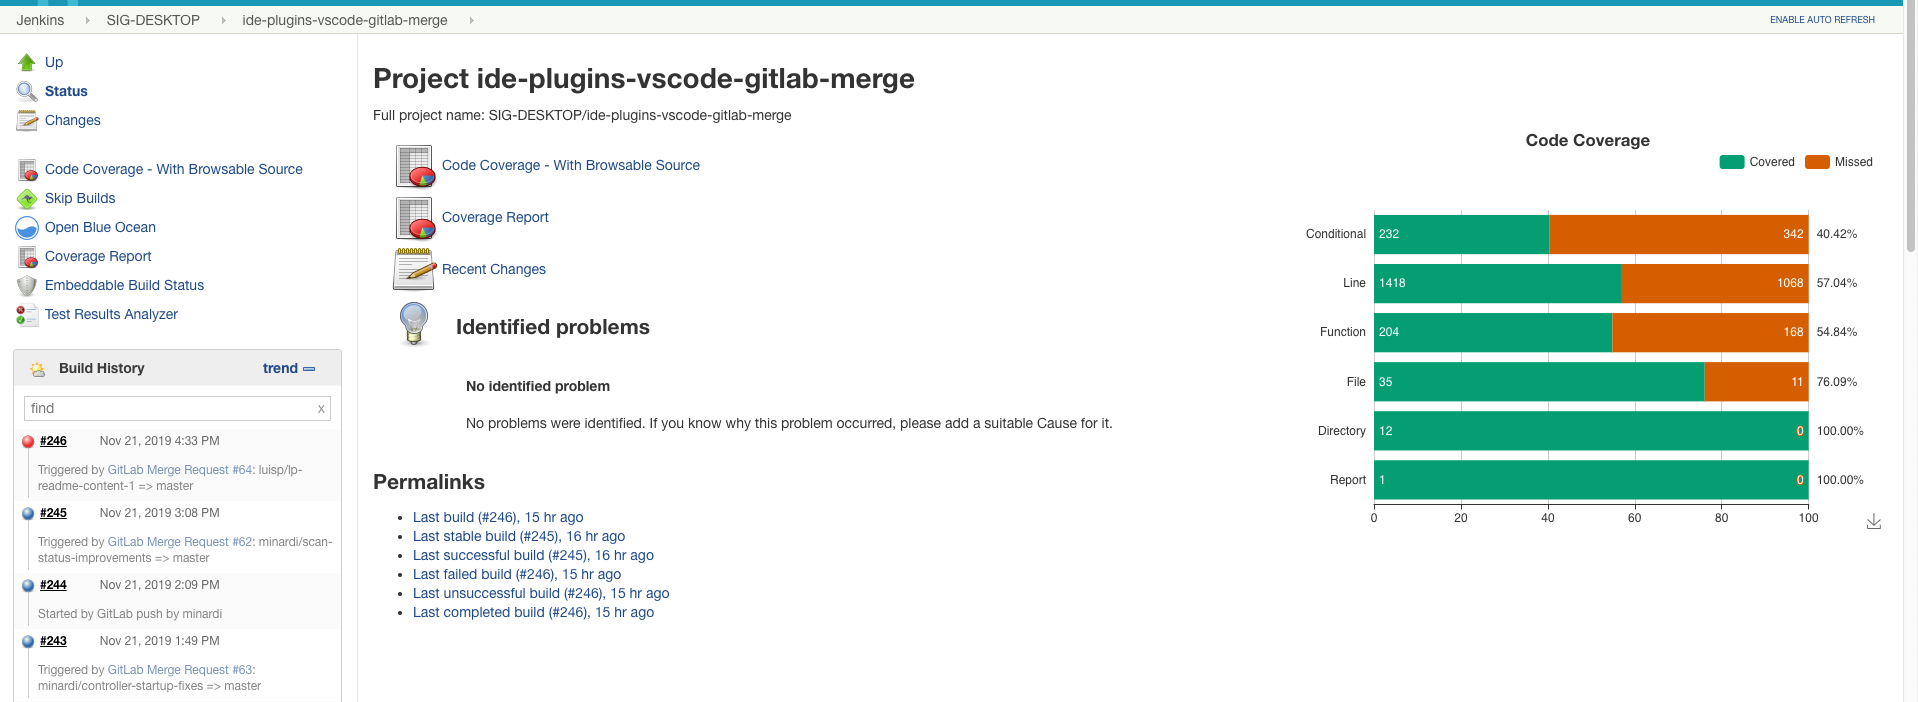 Jenkins SIG-DESKTOP ide-plugins-vscode-gitlab-merge
ENABLE AUTO REFRESH
Up
Status
Changes
Code Coverage - With Browsable Source
Skip Builds
Open Blue Ocean
Coverage Report
Embeddable Build Status
Test Results Analyzer
Build History trend
find x
#246 Nov 21, 2019 4:33 PM
Triggered by GitLab Merge Request #64: luisp/lp-
readme-content-1 => master
#245 Nov 21, 2019 3:08 PM
Triggered by GitLab Merge Request #62: minardi/scan-
status-improvements => master
#244 Nov 21, 2019 2:09 PM
Started by GitLab push by minardi
#243 Nov 21, 2019 1:49 PM
Triggered by GitLab Merge Request #63:
minardi/controller-startup-fixes => master
Project ide-plugins-vscode-gitlab-merge
Full project name: SIG-DESKTOP/ide-plugins-vscode-gitlab-merge
Code Coverage - With Browsable Source
Coverage Report
Recent Changes
Identified problems
No identified problem
No problems were identified. If you know why this problem occurred, please add a suitable Cause for it.
Permalinks
Last build (#246), 15 hr ago
Last stable build (#245), 16 hr ago
Last successful build (#245), 16 hr ago
Last failed build (#246), 15 hr ago
Last unsuccessful build (#246), 15 hr ago
Last completed build (#246), 15 hr ago
Code Coverage
Covered Missed
Conditional 232 342 40.42%
Line 1418 1068 57.04%
Function 204 168 54.84%
File 35 11 76.09%
Directory 12 0 100.00%
Report 1 0 100.00%
0 20 40 60 80 100